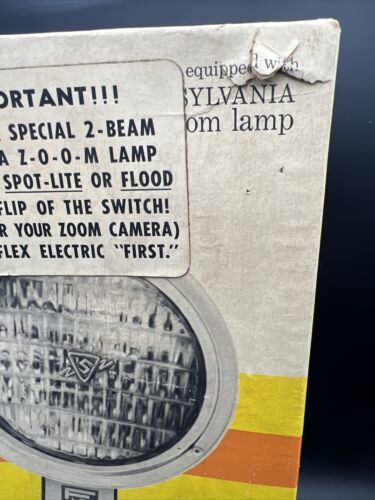 equipped with
SYLVANIA
om lamp
ORTANT!!!
SPECIAL 2-BEAM
A Z-O-O-M LAMP
SPOT-LITE OR FLOOD
FLIP OF THE SWITCH!
R YOUR ZOOM CAMERA)
FLEX ELECTRIC "FIRST."
S